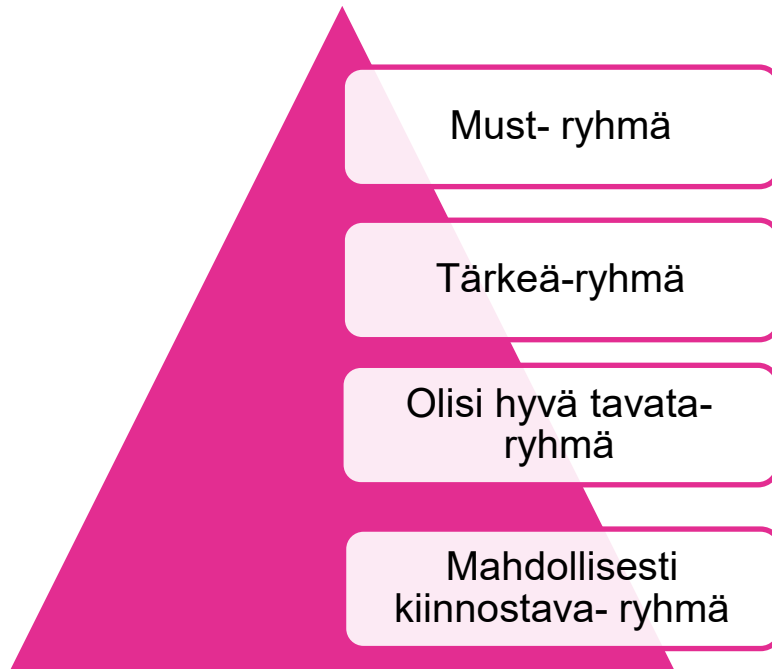 Must- ryhmä
Tärkeä-ryhmä
Olisi hyvä tavata-
ryhmä
Mahdollisesti
kiinnostava- ryhmä